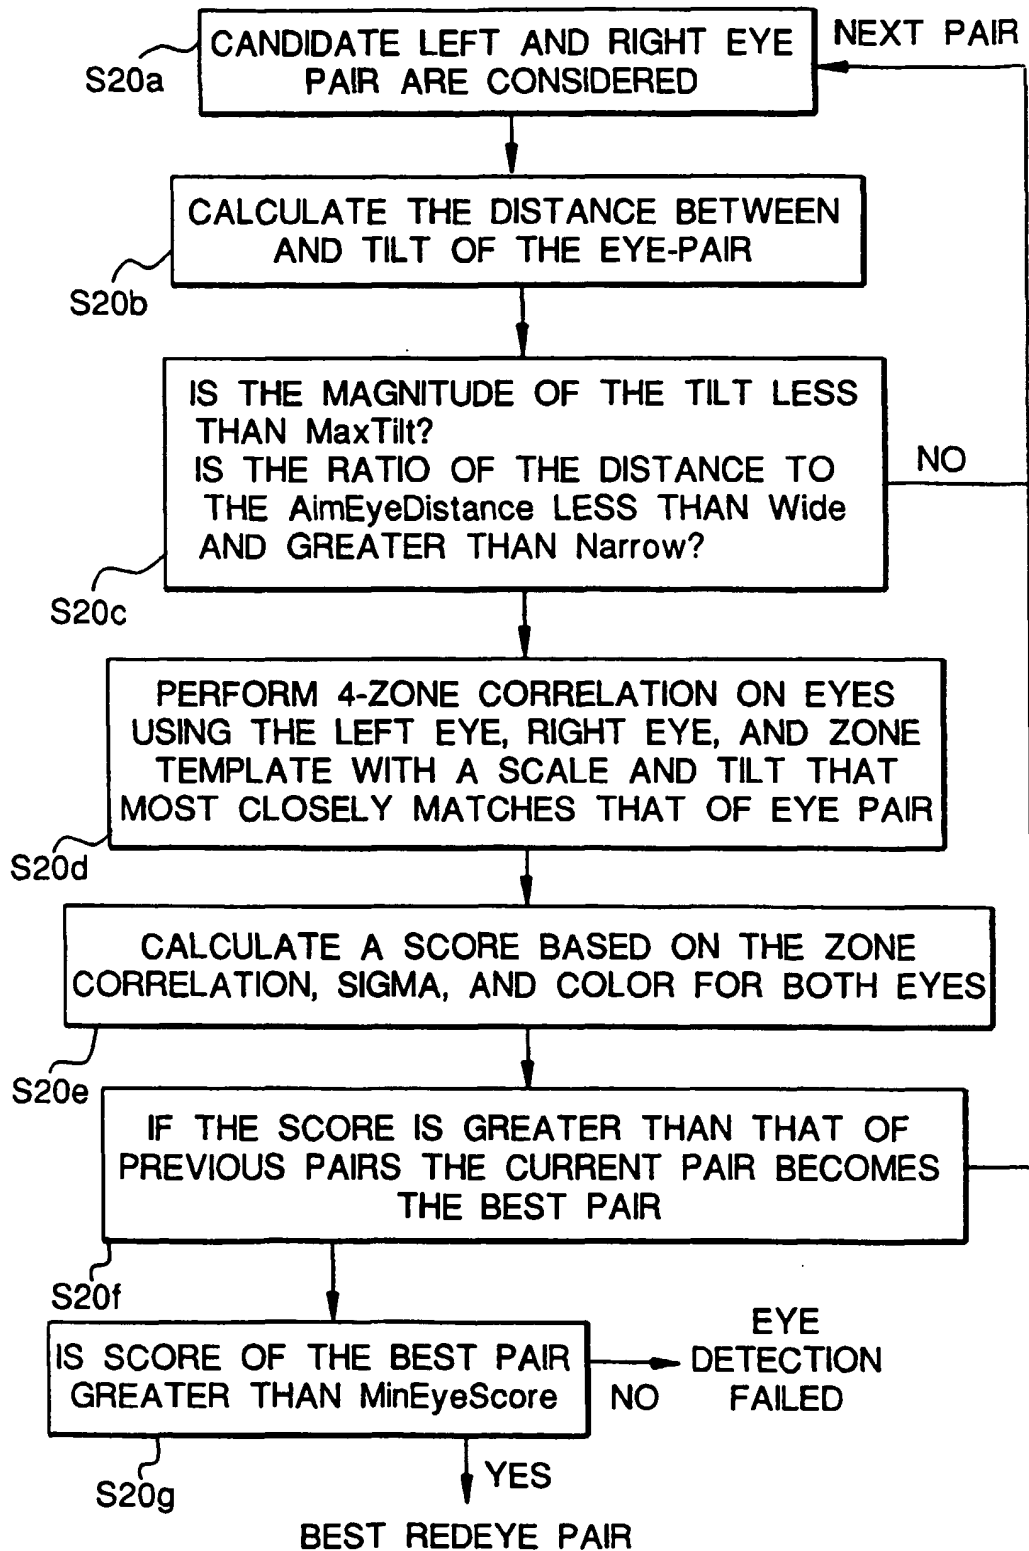 CANDIDATE LEFT AND RIGHT EYE
PAIR ARE CONSIDERED
NEXT PAIR
S20a
CALCULATE THE DISTANCE BETWEEN
AND TILT OF THE EYE-PAIR
S20b
IS THE MAGNITUDE OF THE TILT LESS
THAN MaxTilt?
IS THE RATIO OF THE DISTANCE TO
THE AimEyeDistance LESS THAN Wide
AND GREATER THAN Narrow?
NO
S20c
PERFORM 4-ZONE CORRELATION ON EYES
USING THE LEFT EYE, RIGHT EYE, AND ZONE
TEMPLATE WITH A SCALE AND TILT THAT
MOST CLOSELY MATCHES THAT OF EYE PAIR
S20d
CALCULATE A SCORE BASED ON THE ZONE
CORRELATION, SIGMA, AND COLOR FOR BOTH EYES
S20e
IF THE SCORE IS GREATER THAN THAT OF
PREVIOUS PAIRS THE CURRENT PAIR BECOMES
THE BEST PAIR
S20f
IS SCORE OF THE BEST PAIR
GREATER THAN MinEyeScore
NO
EYE
DETECTION
FAILED
S20g
YES
BEST REDEYE PAIR